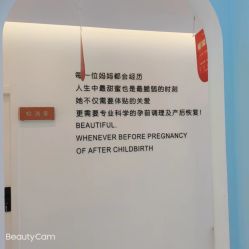 每一位妈妈都会经历
人生中最甜蜜也是最脆弱的时刻
她不仅需要体贴的关爱
更需要专业科学的孕前调理及产后恢复!
BEAUTIFUL.
WHENEVER BEFORE PREGNANCY
OF AFTER CHILDBIRTH
BeautyCam